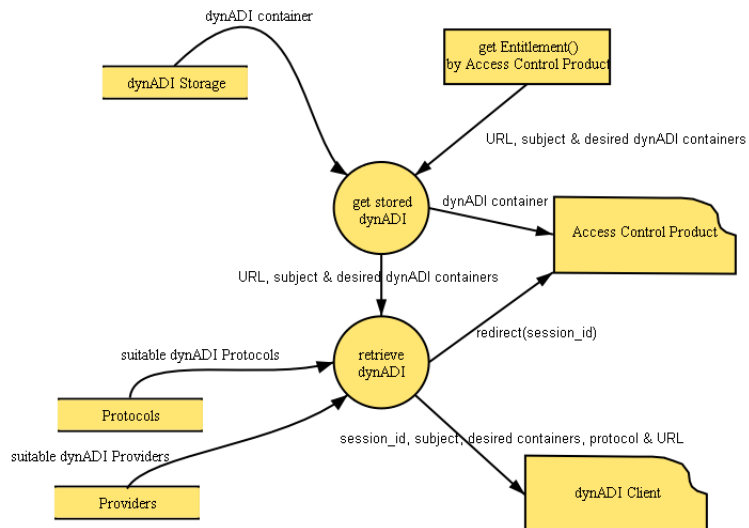 dynADI container
get Entitlement()
by Access Control Product
dynADI Storage
URL, subject & desired dynADI containers
get stored
dynADI
dynADI container
Access Control Product
URL, subject & desired dynADI containers
redirect(session_id)
suitable dynADI Protocols
retrieve
dynADI
Protocols
session_id, subject, desired containers, protocol & URL
suitable dynADI Providers
Providers
dynADI Client